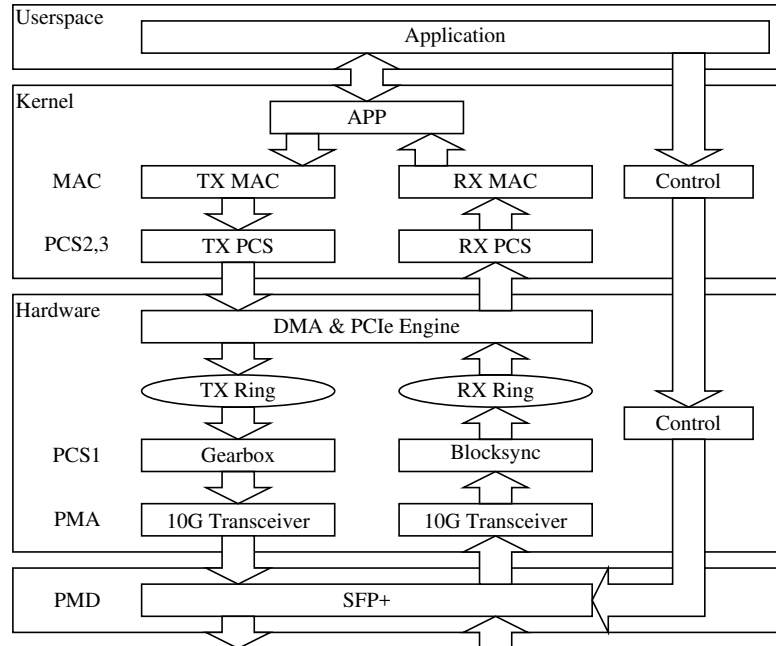 Userspace
Application
Kernel
APP
MAC
TX MAC
RX MAC
Control
PCS2,3
TX PCS
RX PCS
Hardware
DMA & PCIe Engine
TX Ring
RX Ring
Control
PCS1
Gearbox
Blocksync
PMA
10G Transceiver
10G Transceiver
PMD
SFP+